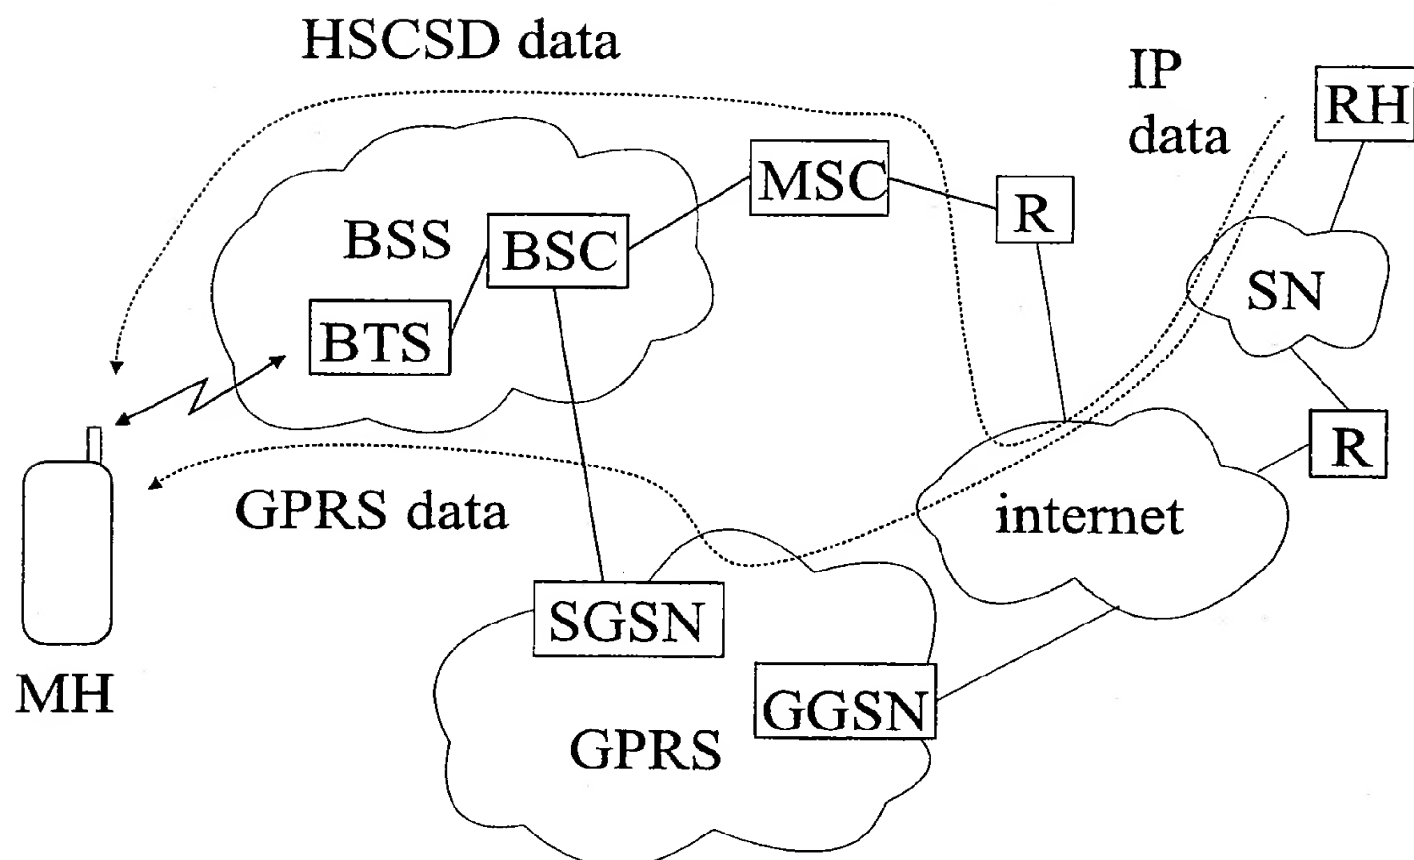 HSCSD data
IP
data
RH
MSC
R
BSS
BSC
SN
BTS
R
GPRS data
internet
SGSN
MH
GGSN
GPRS